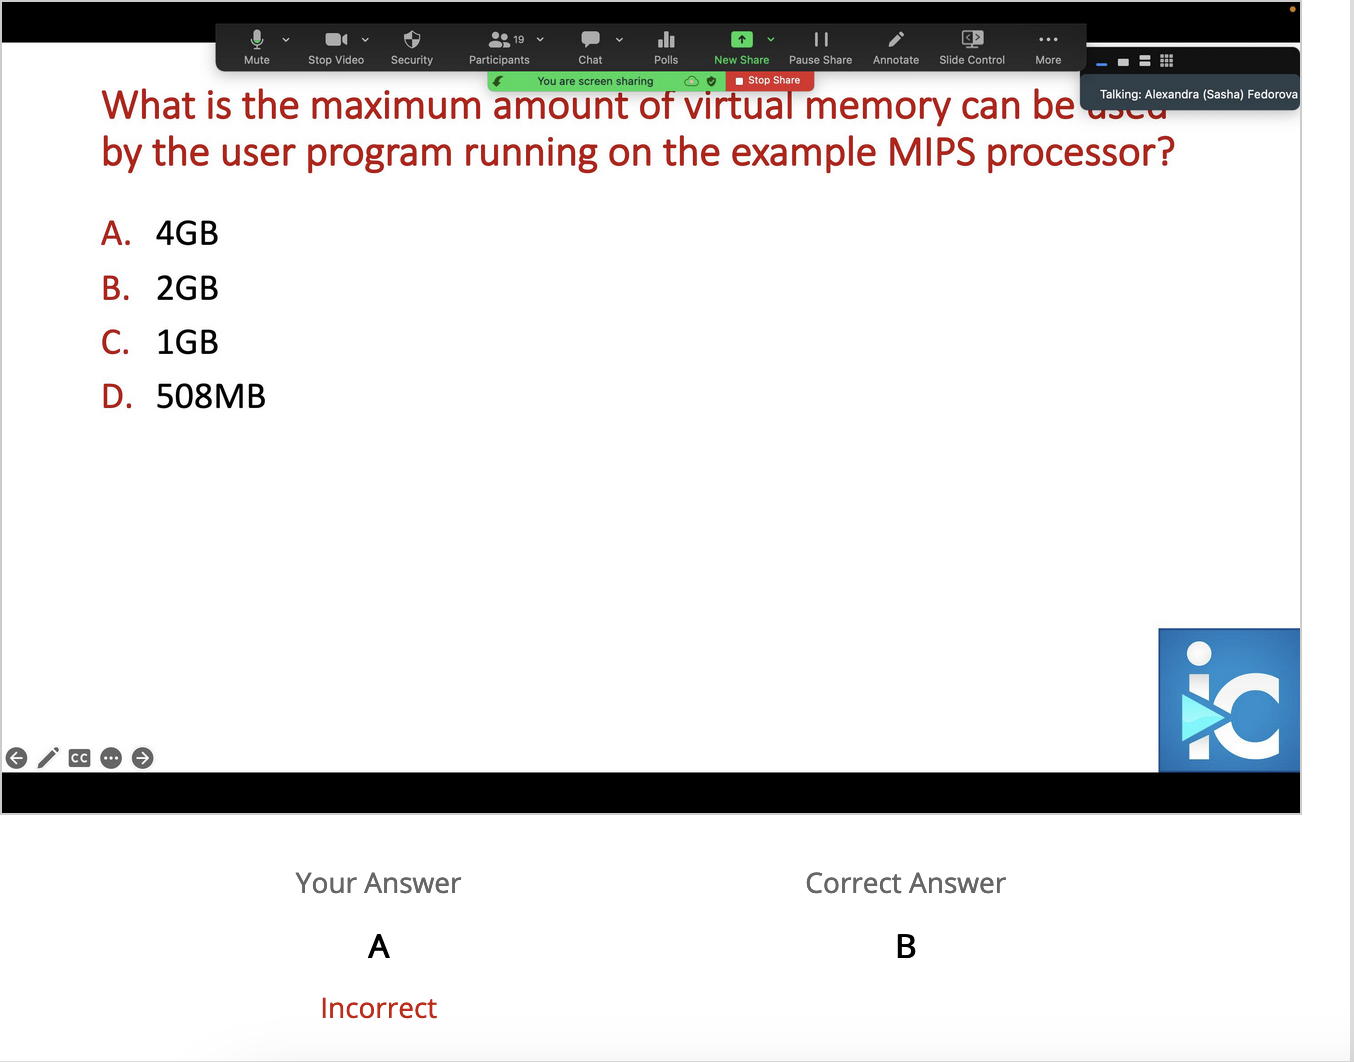 Mute
Stop Video
Security
Participants
19
Chat
Polls
New Share
Pause Share
Annotate
Slide Control
More
You are screen sharing
Stop Share
Talking: Alexandra (Sasha) Fedorova
What is the maximum amount of virtual memory can be used
by the user program running on the example MIPS processor?
A. 4GB
B. 2GB
C. 1GB
D. 508MB
ic
CC
Your Answer
Correct Answer
A
B
Incorrect